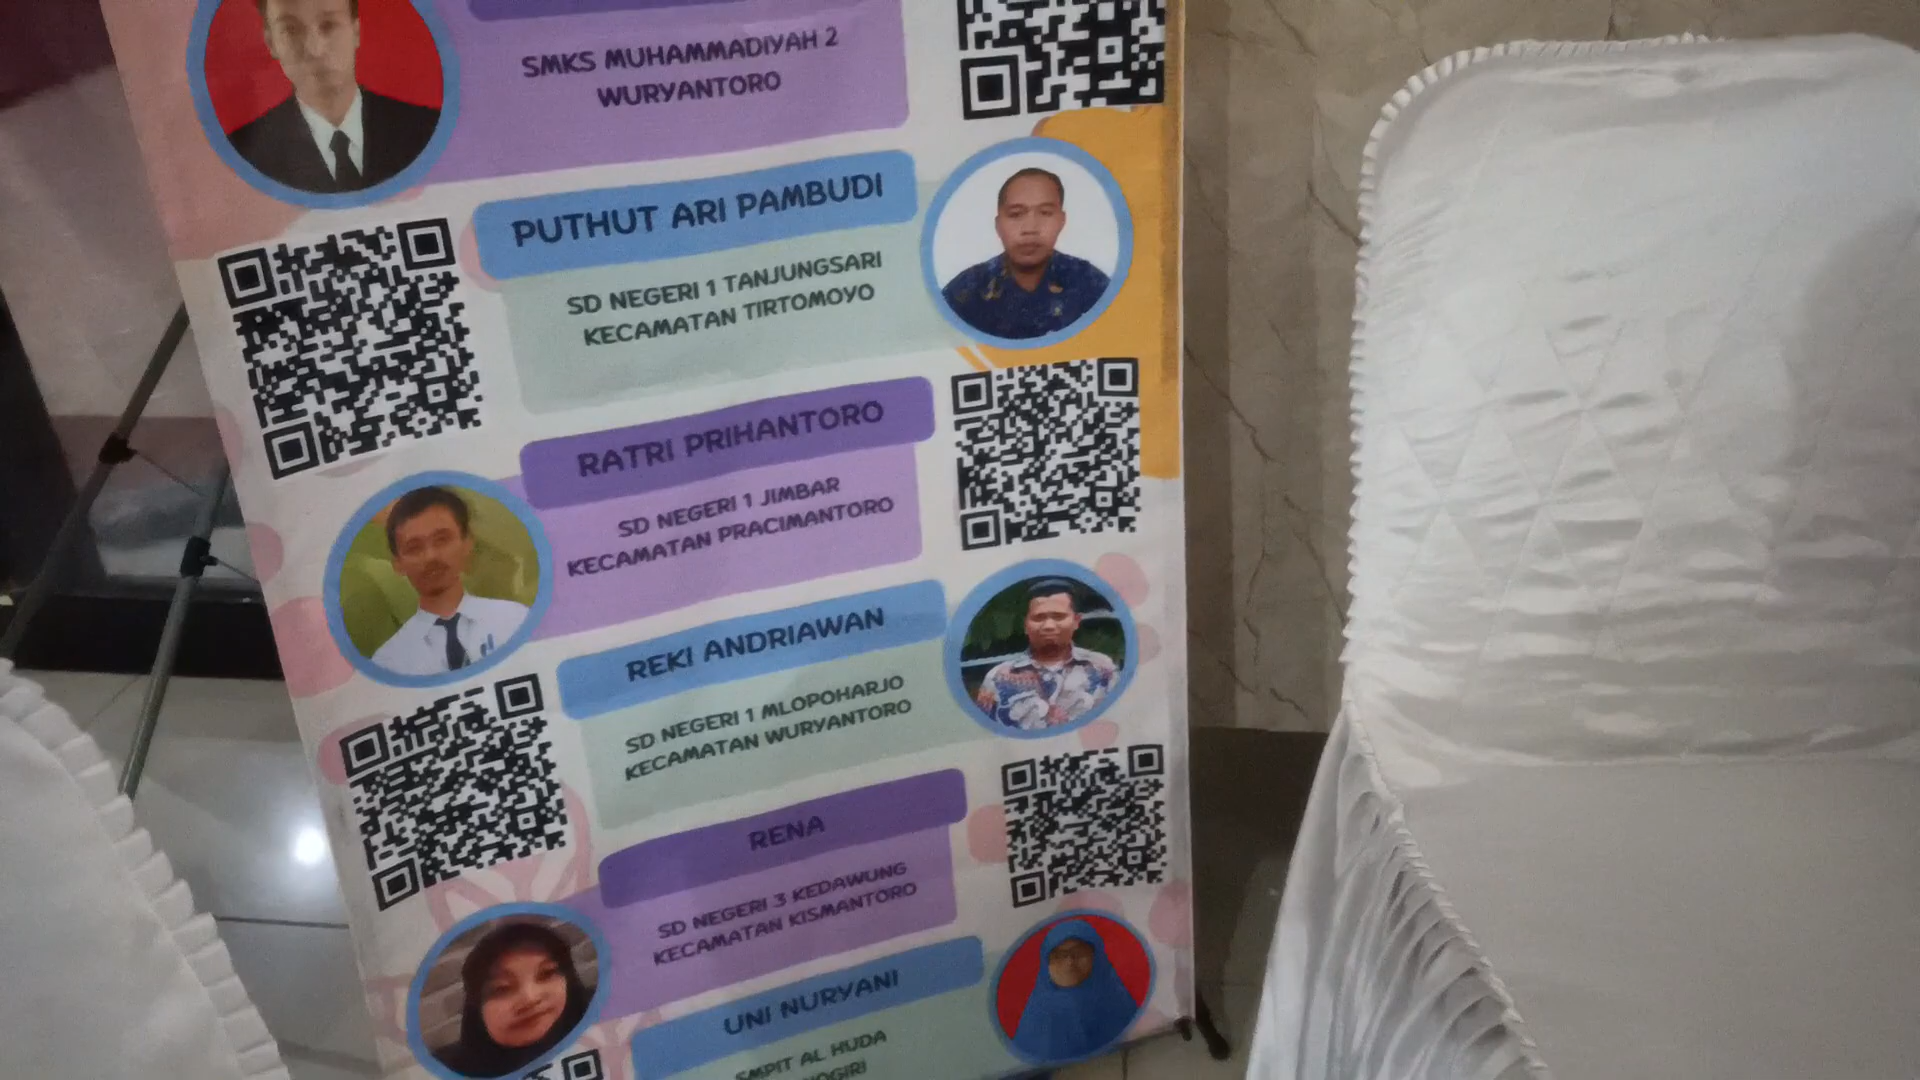 SMKS MUHAMMADIYAH 2
WURYANTORO
PUTHUT ARI PAMBUDI
SD NEGERI 1 TANJUNGSARI
KECAMATAN TIRTOMOYO
RATRI PRIHANTORO
SD NEGERI 1 JIMBAR
KECAMATAN PRACIMANTORO
REKI ANDRIAWAN
SD NEGERI 1 MLOPOHARJO
KECAMATAN WURYANTORO
RENA
SD NEGERI 3 KEDAWUNG
KECAMATAN KISMANTORO
UNI NURYANI
SMPIT AL HUDA